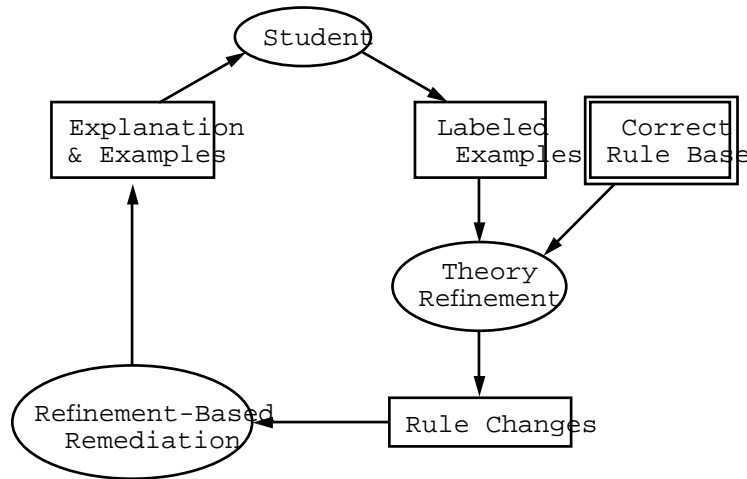 Student
Explanation
& Examples
Labeled
Examples
Correct
Rule Base
Theory
Refinement
Refinement-Based
Remediation
Rule Changes